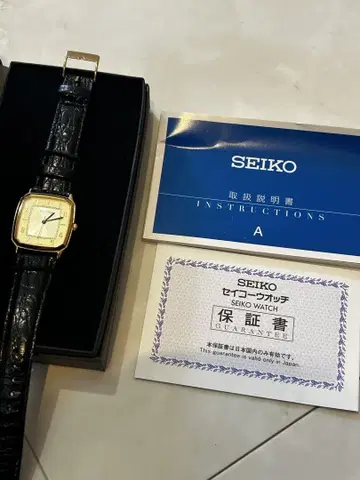 SEIKO
取扱説明書
INSTRUCTIONS
A
SEIKO
セイコーウオッチ
SEIKO WATCH
保証書
GUARANTEE
本保証書は日本国内のみ有効です。
This guarantee is valid only in Japan.